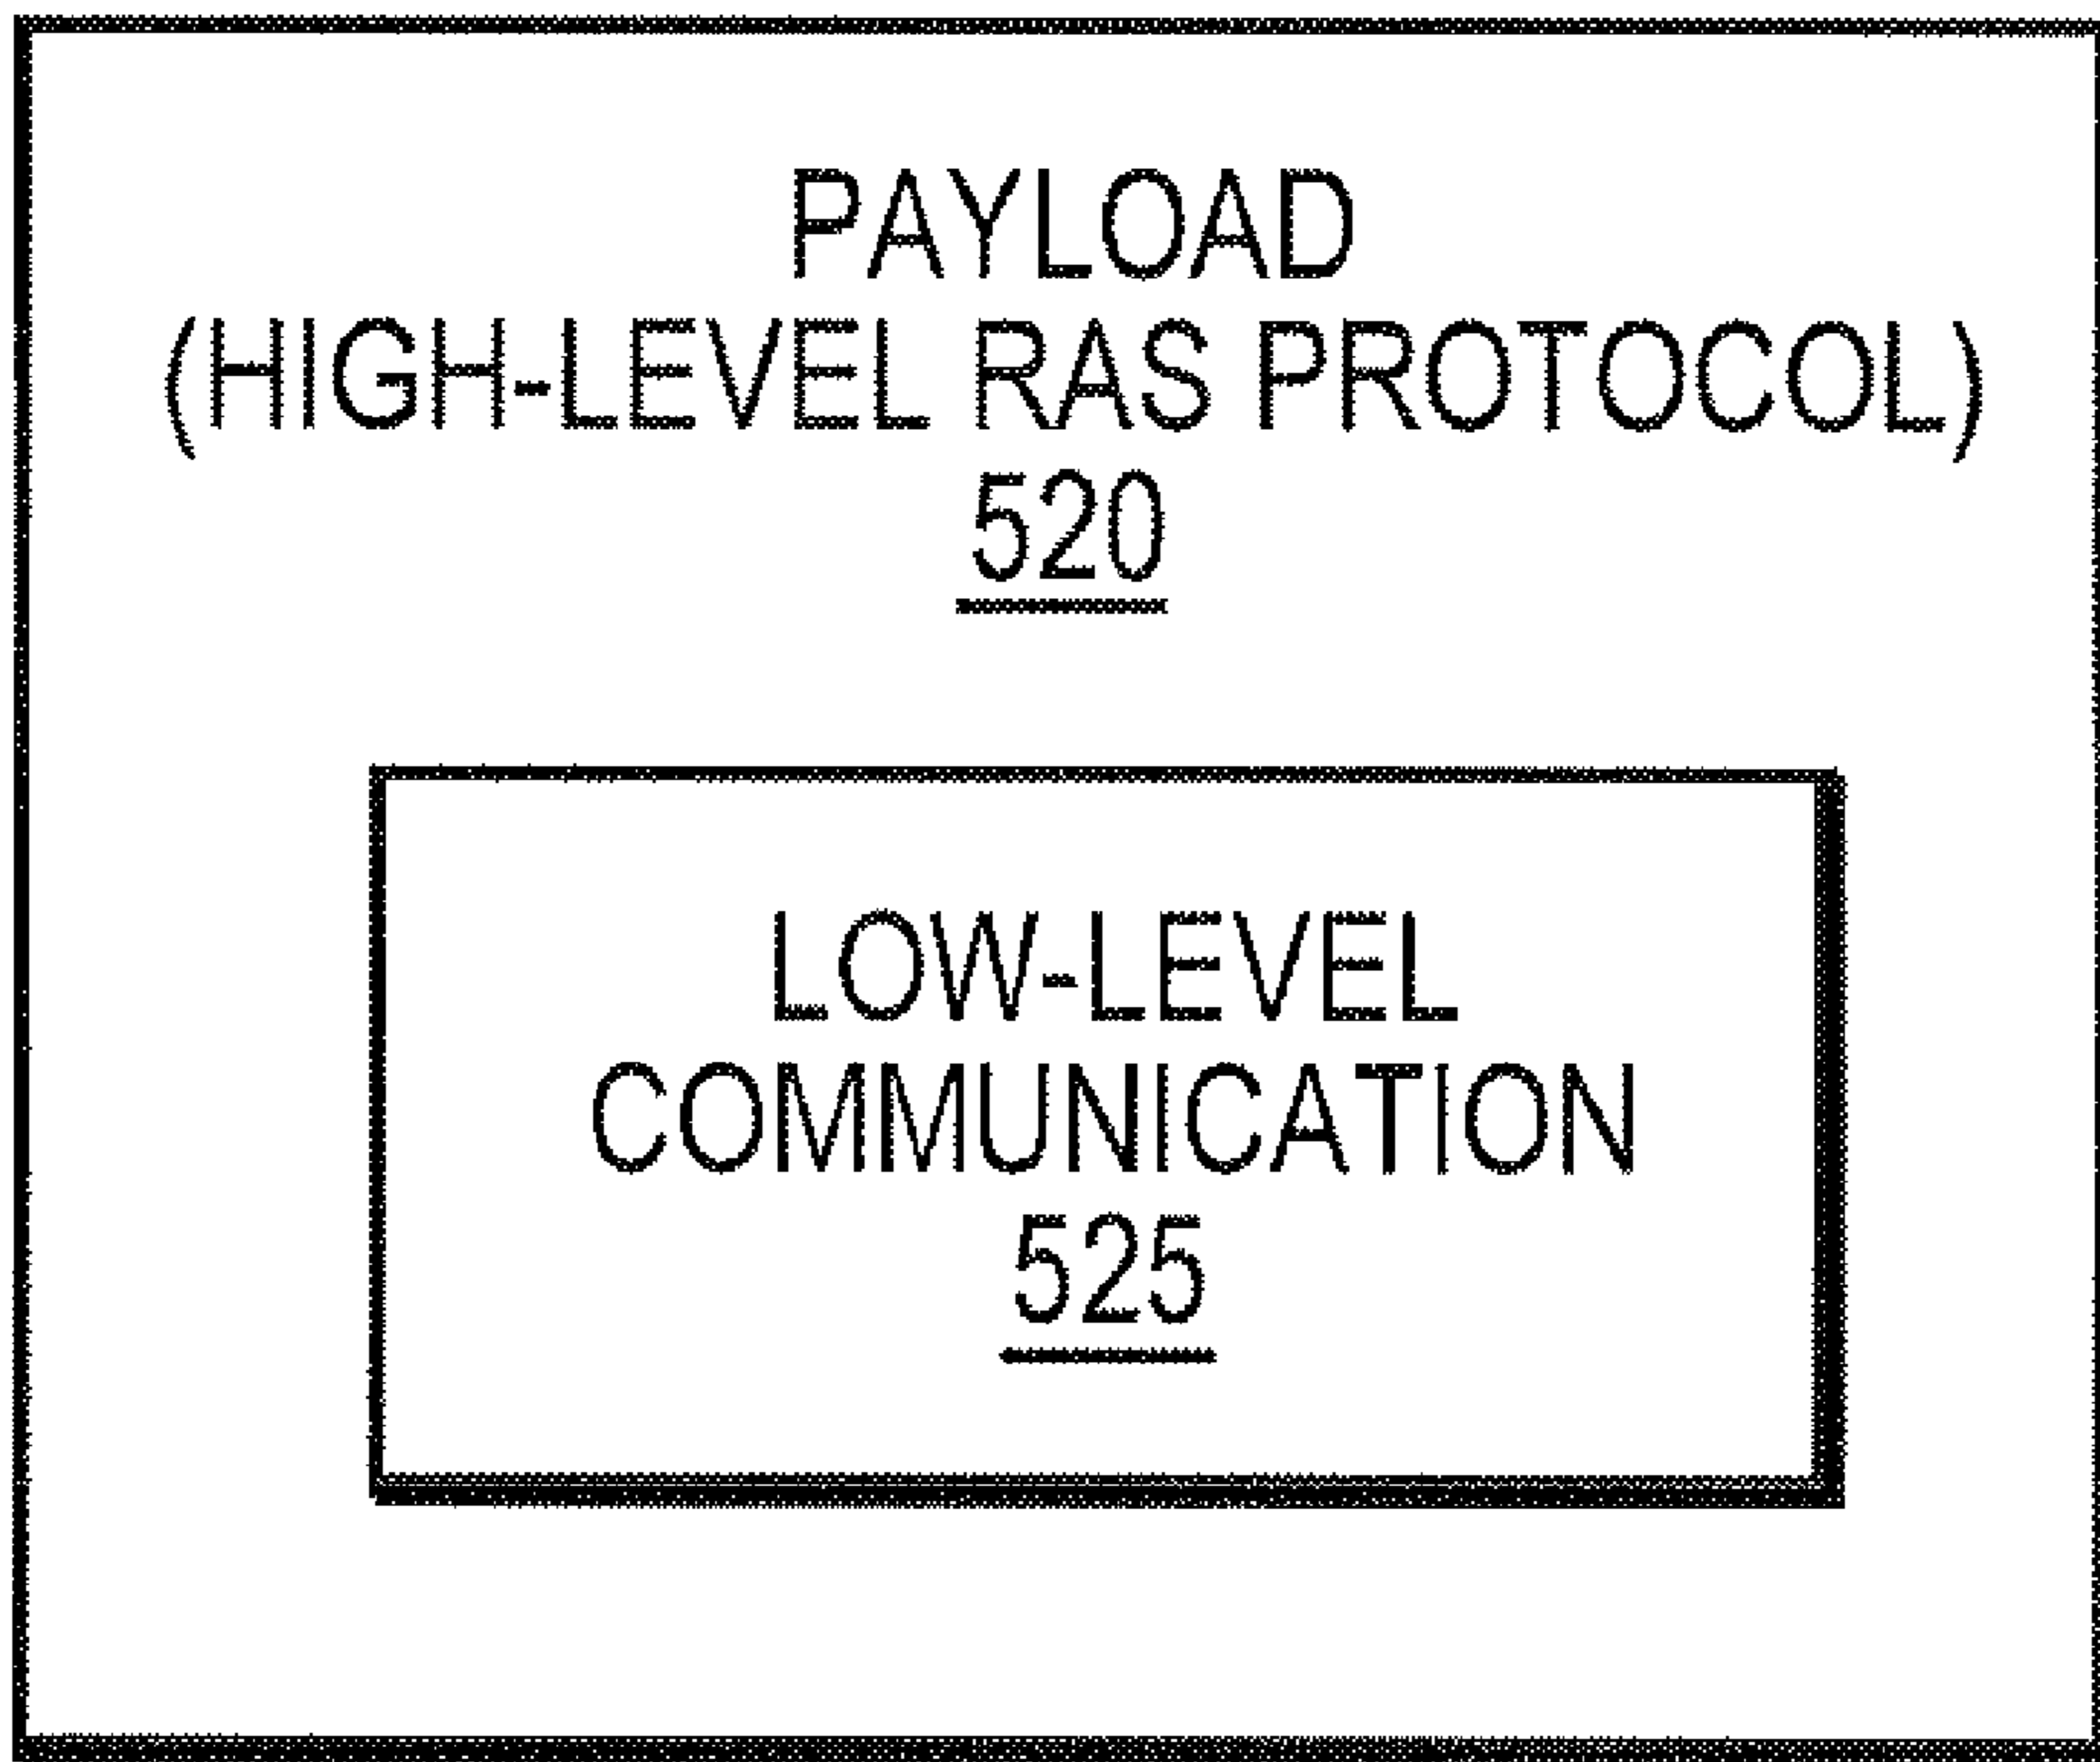 PAYLOAD
(HIGH-LEVEL RAS PROTOCOL)
520
LOW-LEVEL
COMMUNICATION
525